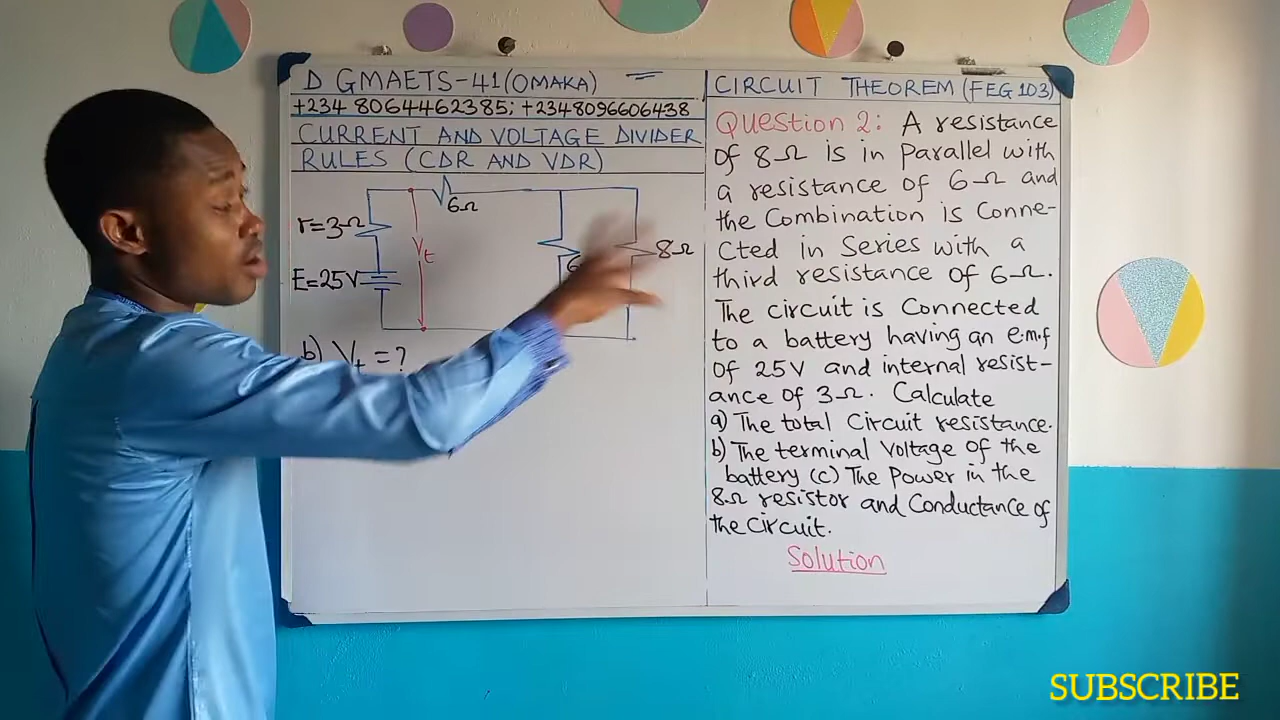 D GMAETS-41(OMAKA)
+234 8064462385; +2348096606438
CURRENT AND VOLTAGE DIVIDER
RULES (CDR AND VDR)
6Ω
r=3Ω
Vt
8Ω
E=25V
b) Vt = ?
CIRCUIT THEOREM (FEG 103)
Question 2: A resistance
of 8Ω is in parallel with
a resistance of 6Ω and
the Combination is Conne-
cted in Series with a
third resistance of 6Ω.
The circuit is Connected
to a battery having an e.m.f
of 25V and internal resist-
ance of 3Ω. Calculate
a) The total Circuit resistance.
b) The terminal voltage of the
battery (c) The Power in the
8Ω resistor and Conductance of
the circuit.
Solution
SUBSCRIBE